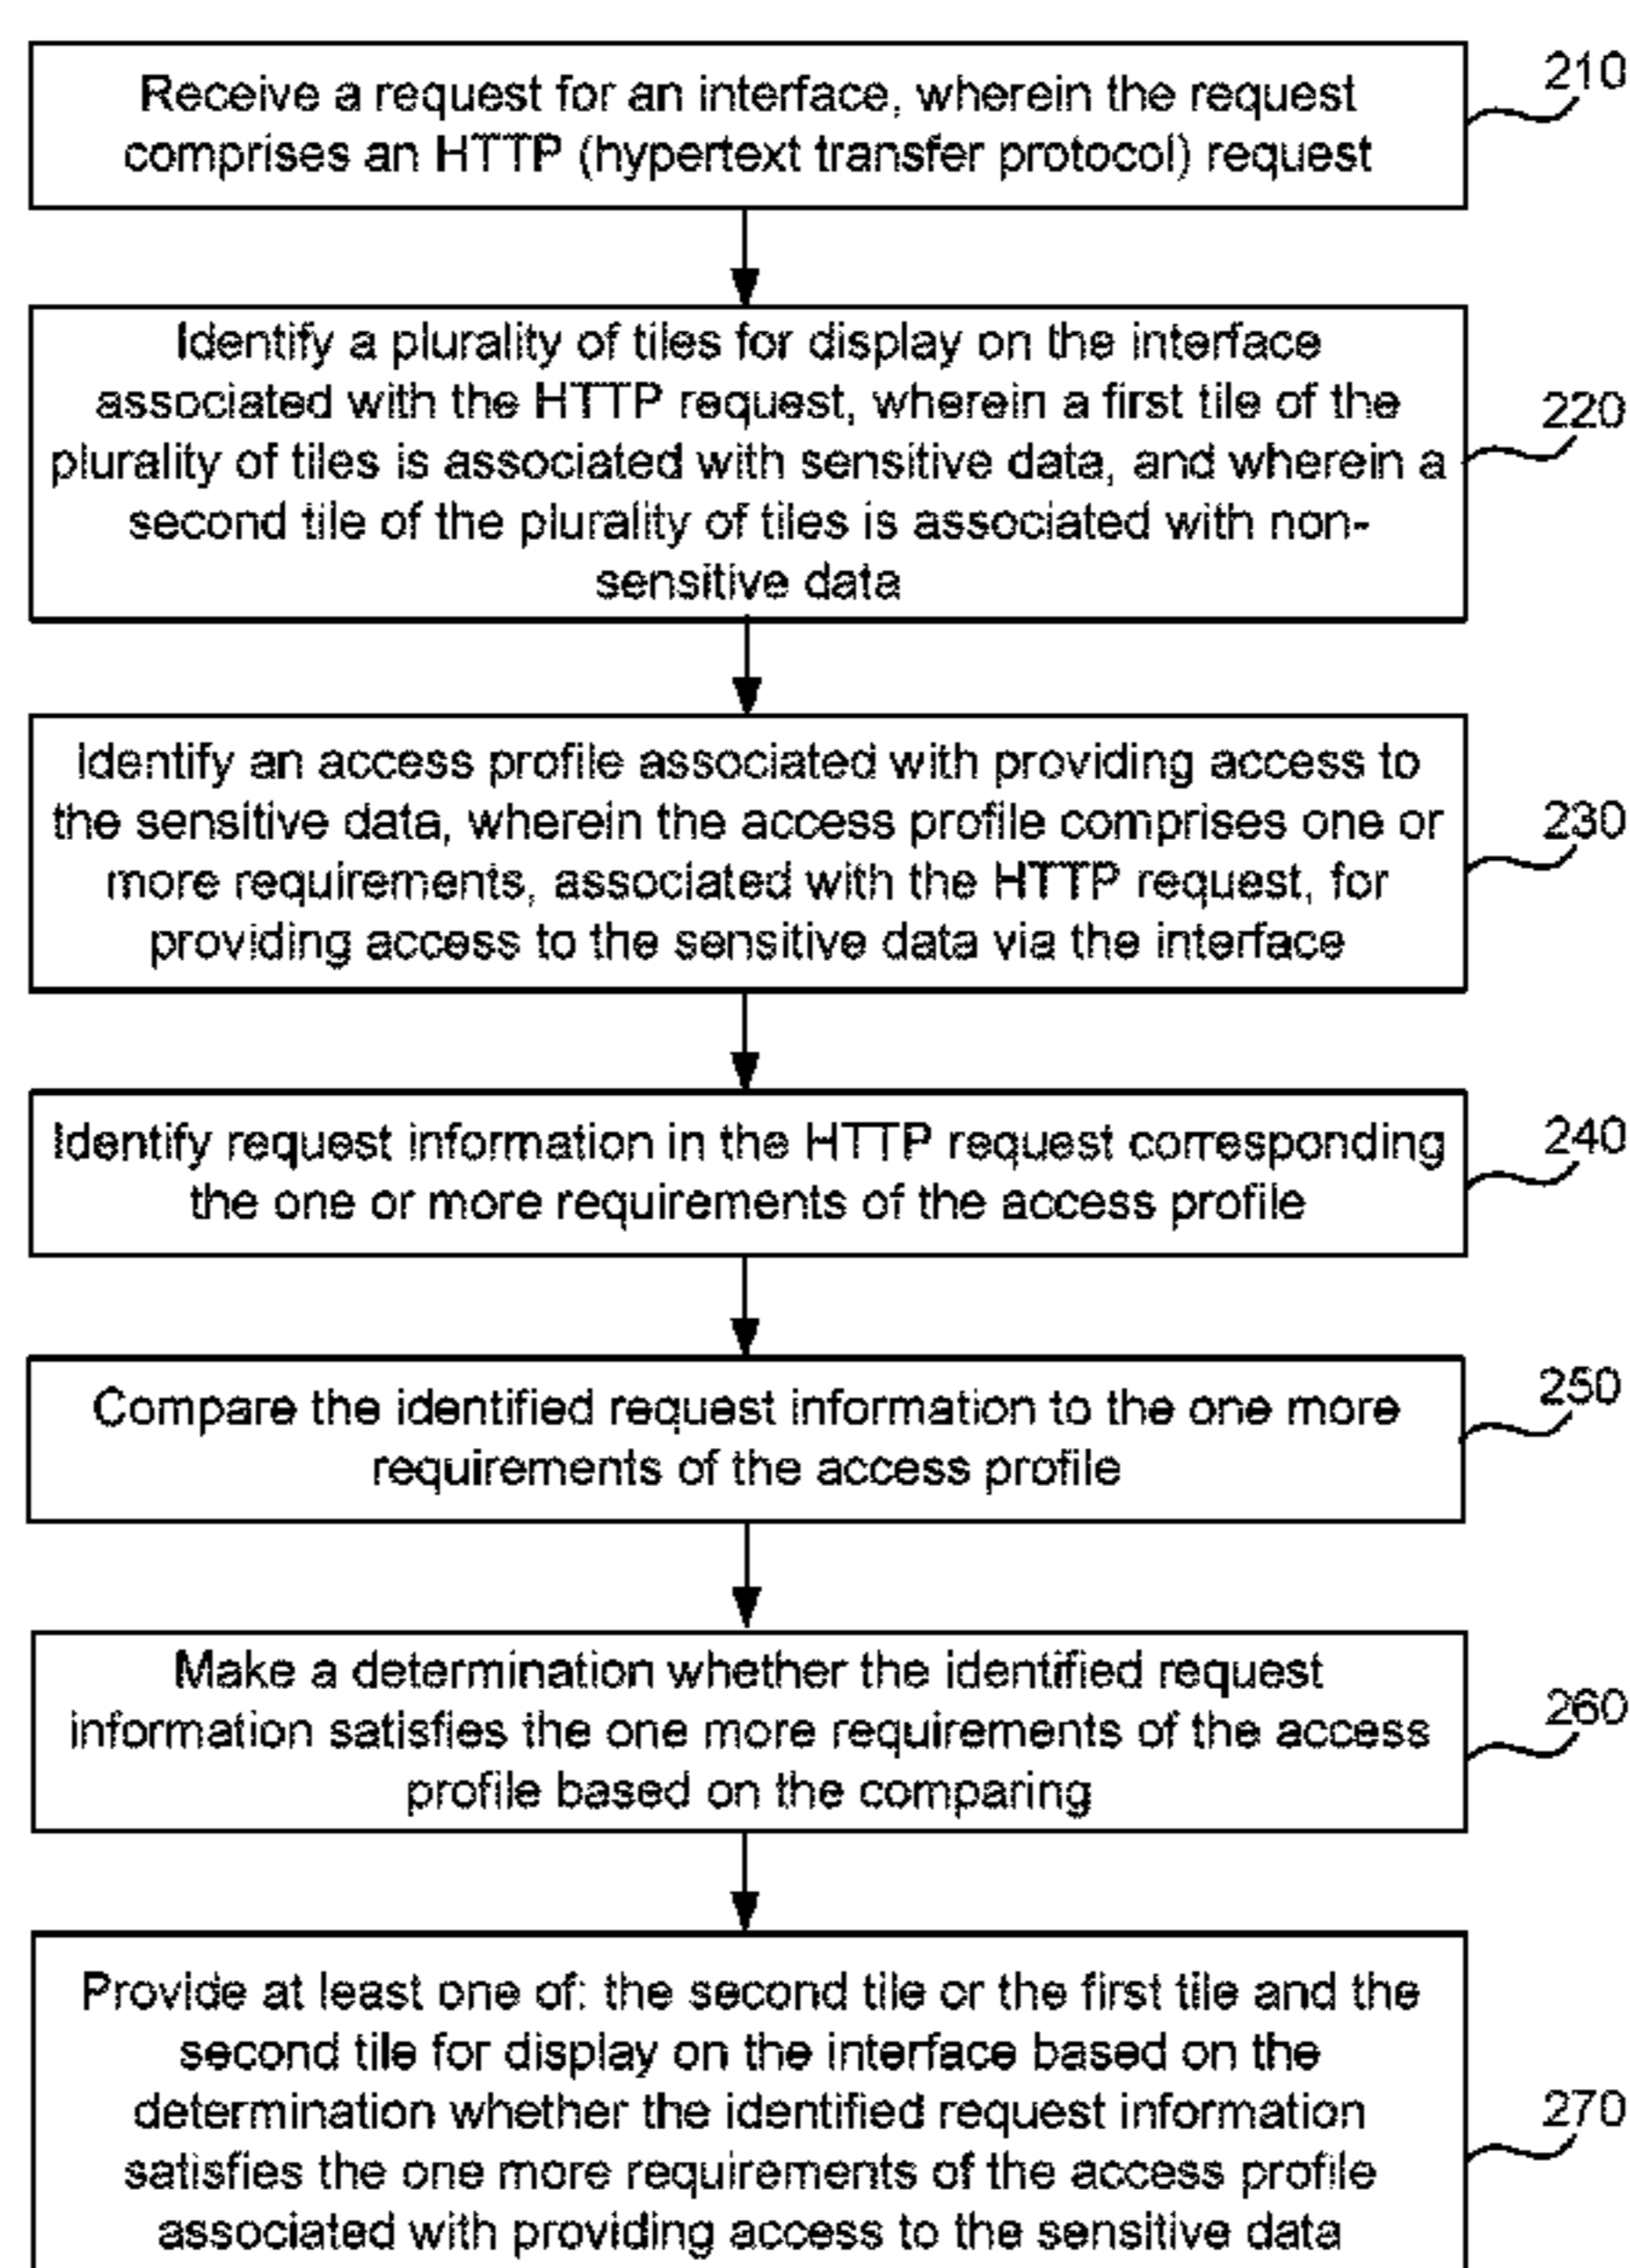 Receive a request for an interface, wherein the request
comprises an HTTP (hypertext transfer protocol) request
210
Identify a plurality of tiles for display on the interface
associated with the HTTP request, wherein a first tile of the
plurality of tiles is associated with sensitive data, and wherein a
second tile of the plurality of tiles is associated with non-
sensitive data
220
Identify an access profile associated with providing access to
the sensitive data, wherein the access profile comprises one or
more requirements, associated with the HTTP request, for
providing access to the sensitive data via the interface
230
Identify request information in the HTTP request corresponding
the one or more requirements of the access profile
240
Compare the identified request information to the one more
requirements of the access profile
250
Make a determination whether the identified request
information satisfies the one more requirements of the access
profile based on the comparing
260
Provide at least one of: the second tile or the first tile and the
second tile for display on the interface based on the
determination whether the identified request information
satisfies the one more requirements of the access profile
associated with providing access to the sensitive data
270